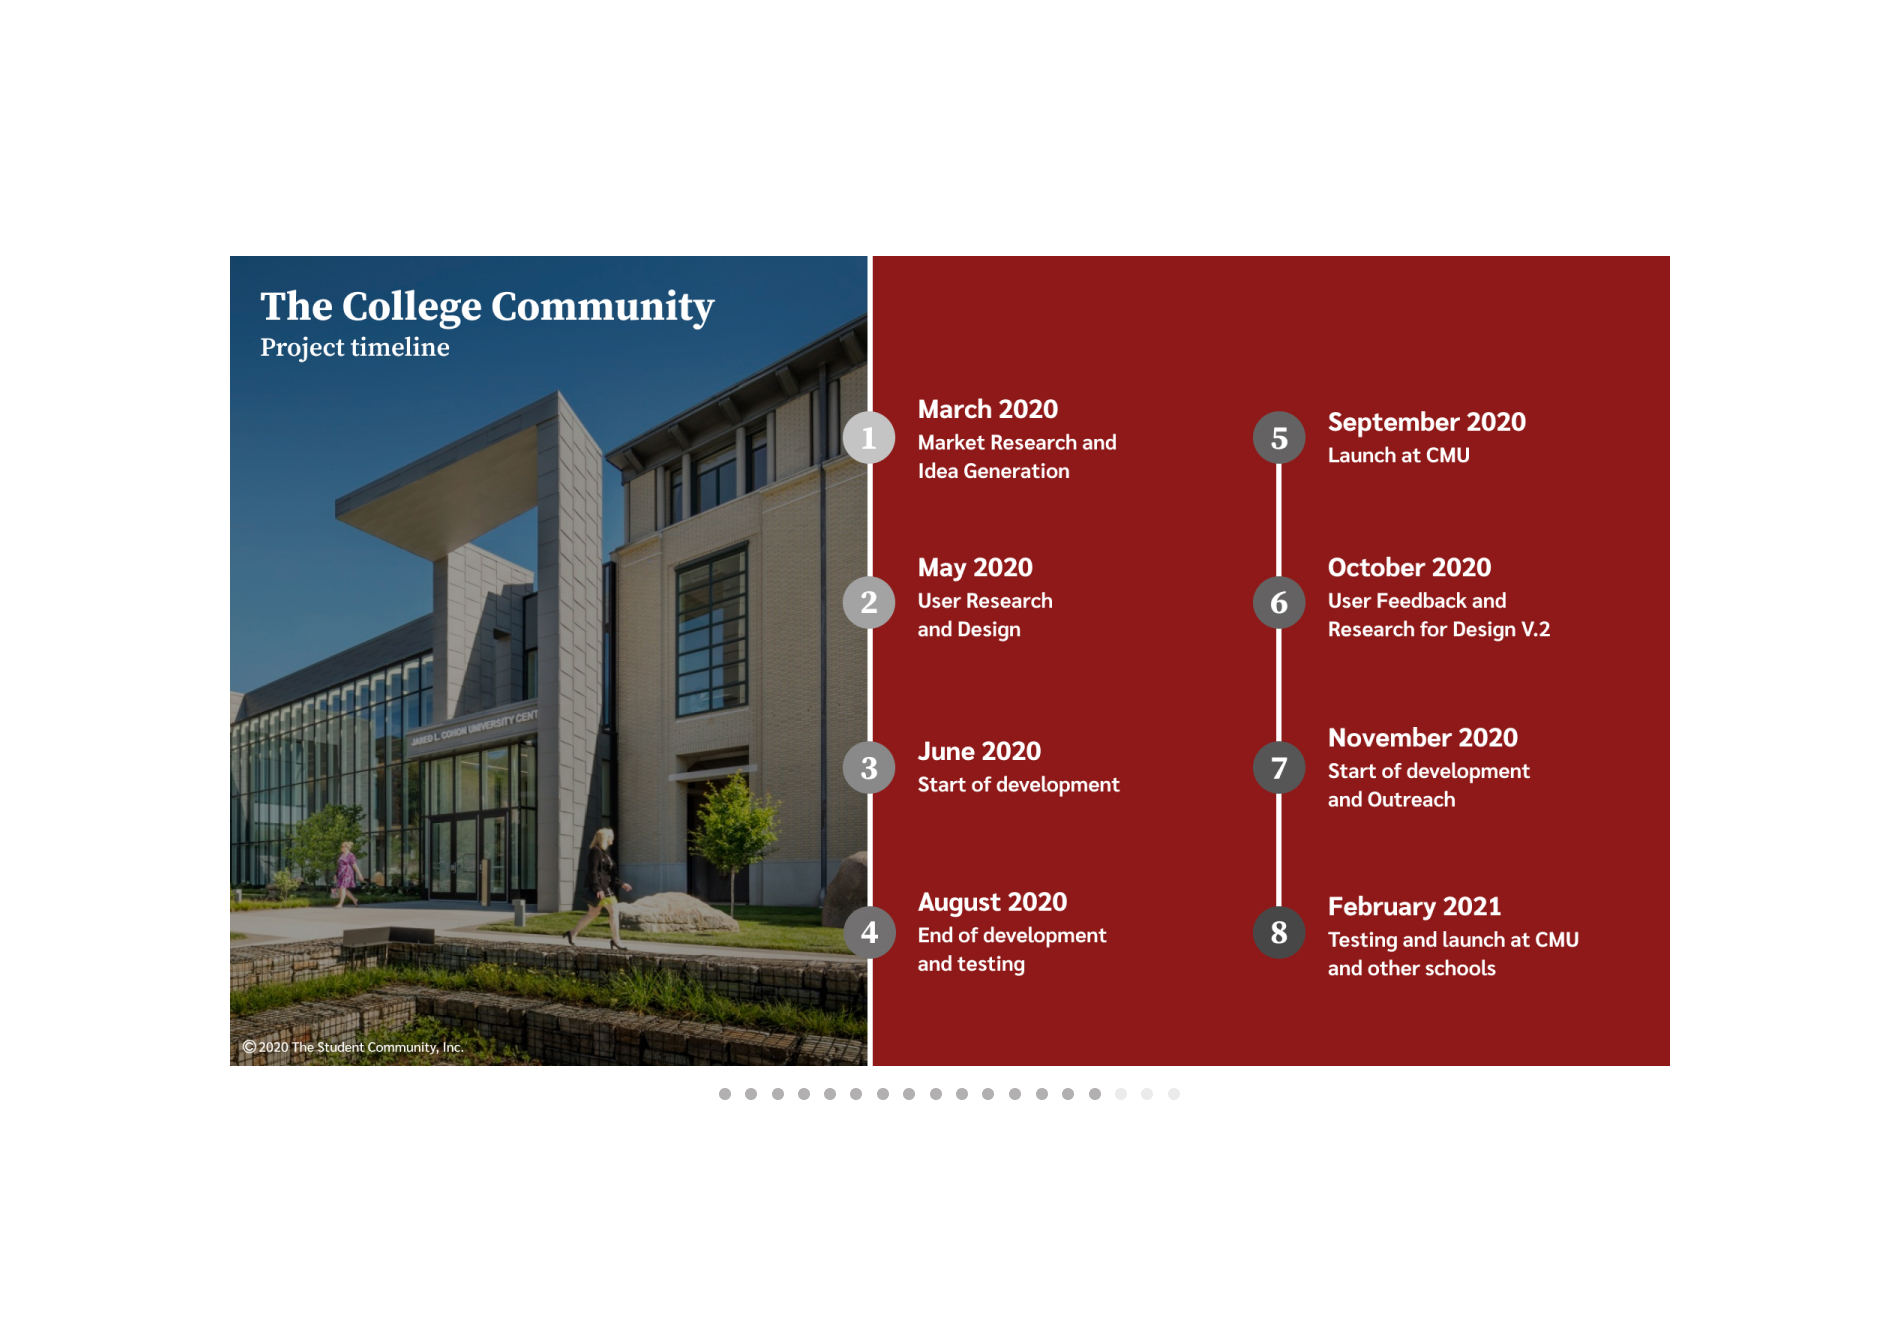 The College Community
Project timeline
JARED L. COHON UNIVERSITY CENT
© 2020 The Student Community, Inc.
1
March 2020
Market Research and
Idea Generation
2
May 2020
User Research
and Design
3
June 2020
Start of development
4
August 2020
End of development
and testing
5
September 2020
Launch at CMU
6
October 2020
User Feedback and
Research for Design V.2
7
November 2020
Start of development
and Outreach
8
February 2021
Testing and launch at CMU
and other schools